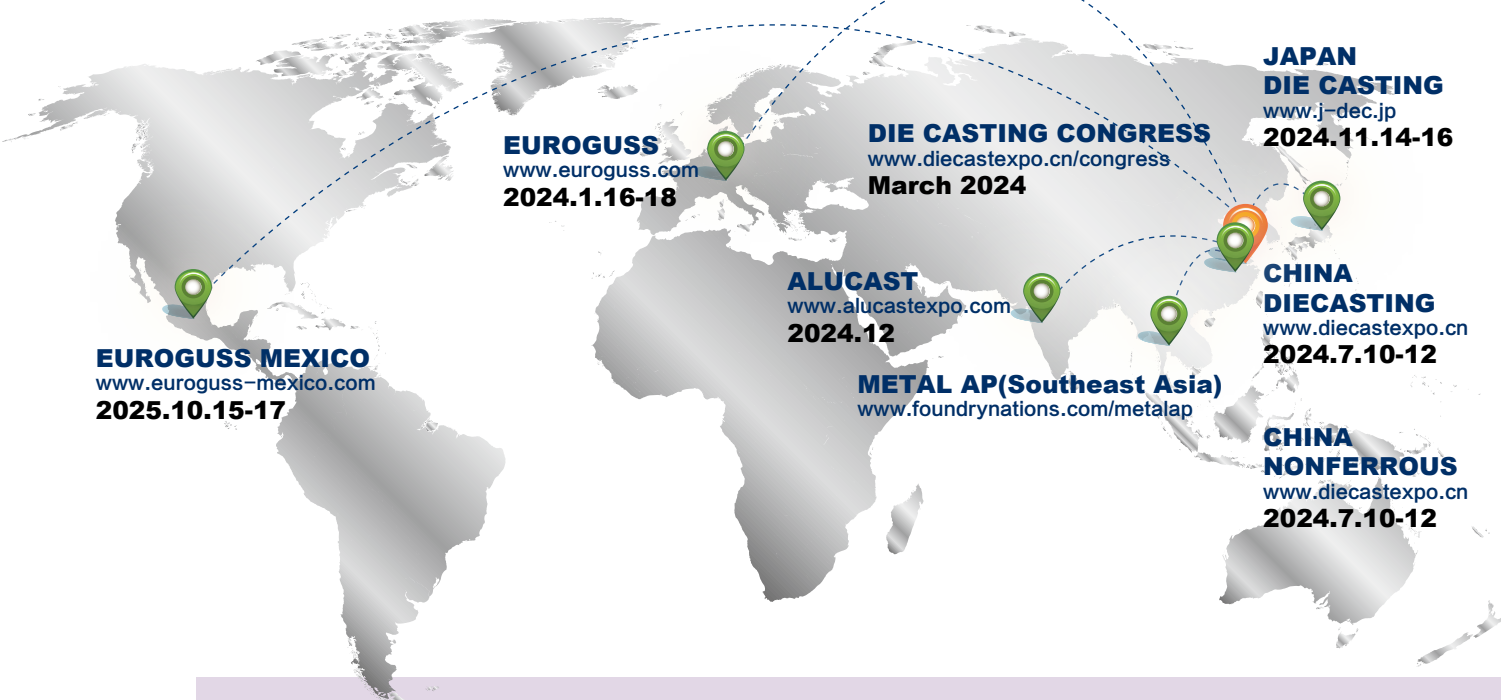 JAPAN
DIE CASTING
www.j-dec.jp
2024.11.14-16
EUROGUSS
www.euroguss.com
2024.1.16-18
DIE CASTING CONGRESS
www.diecastexpo.cn/congress
March 2024
ALUCAST
www.alucastexpo.com
2024.12
CHINA
DIECASTING
www.diecastexpo.cn
2024.7.10-12
EUROGUSS MEXICO
www.euroguss-mexico.com
2025.10.15-17
METAL AP(Southeast Asia)
www.foundrynations.com/metalap
CHINA
NONFERROUS
www.diecastexpo.cn
2024.7.10-12